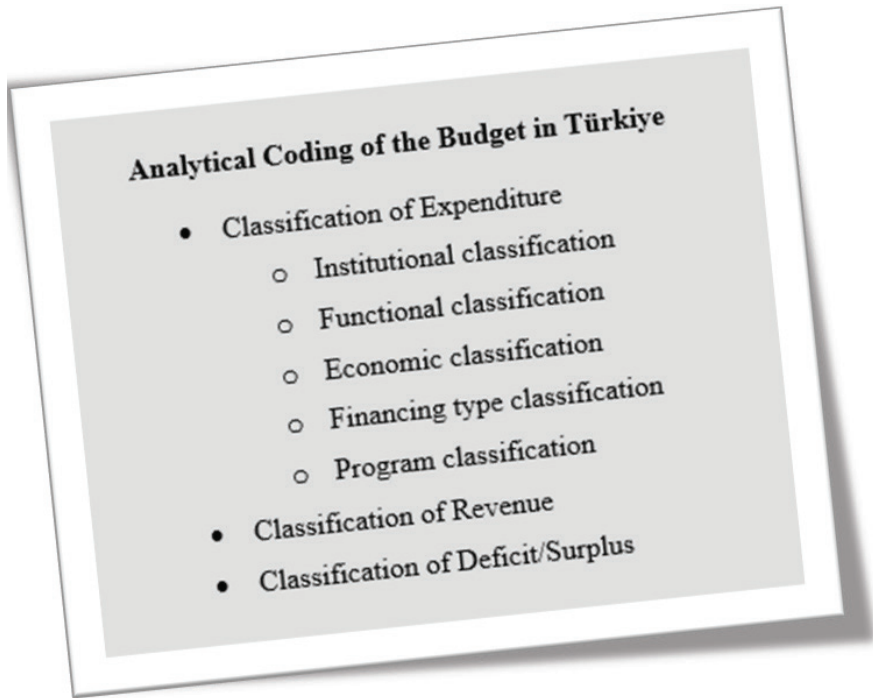 Analytical Coding of the Budget in Türkiye
• Classification of Expenditure
o Institutional classification
o Functional classification
o Economic classification
o Financing type classification
o Program classification
• Classification of Revenue
• Classification of Deficit/Surplus